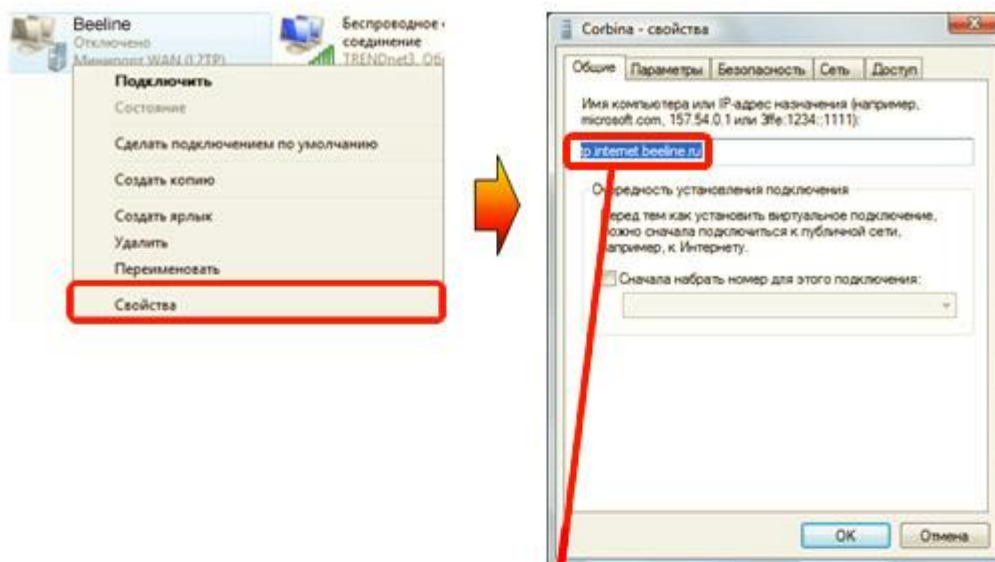 Beeline
Отключено
Минипорт WAN (L2TP)
Беспроводное
соединение
TRENDnet3, Об
Подключить
Состояние
Сделать подключением по умолчанию
Создать копию
Создать ярлык
Удалить
Переименовать
Свойства
Corbina - свойства
Общие Параметры Безопасность Сеть Доступ
Имя компьютера или IP-адрес назначения (например,
microsoft.com, 157.54.0.1 или 3ffe:1234::1111):
tp.internet.beeline.ru
Очередность установления подключения
Перед тем как установить виртуальное подключение,
можно сначала подключиться к публичной сети,
например, к Интернету.
Сначала набрать номер для этого подключения:
OK Отмена